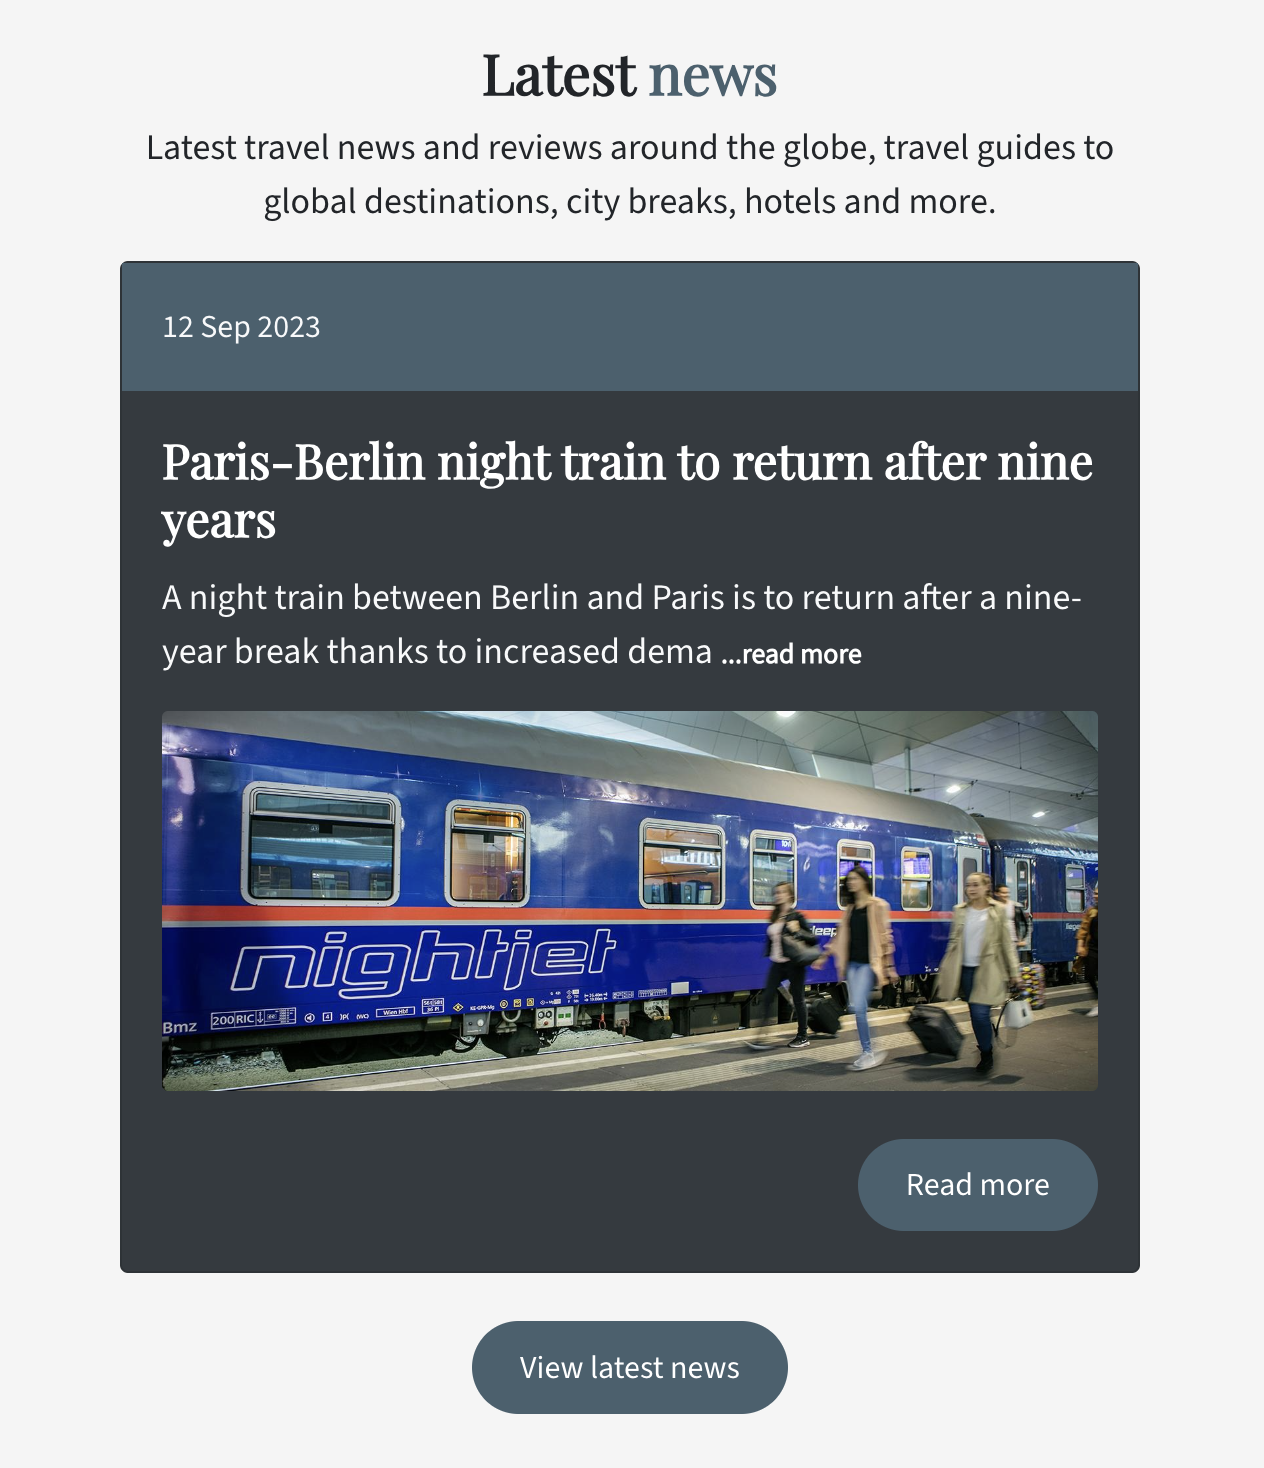 Latest news
Latest travel news and reviews around the globe, travel guides to
global destinations, city breaks, hotels and more.
12 Sep 2023
Paris-Berlin night train to return after nine
years
A night train between Berlin and Paris is to return after a nine-
year break thanks to increased dema ...read more
nightjet
Bmz 200 RIC
Wien Hbf
Read more
View latest news